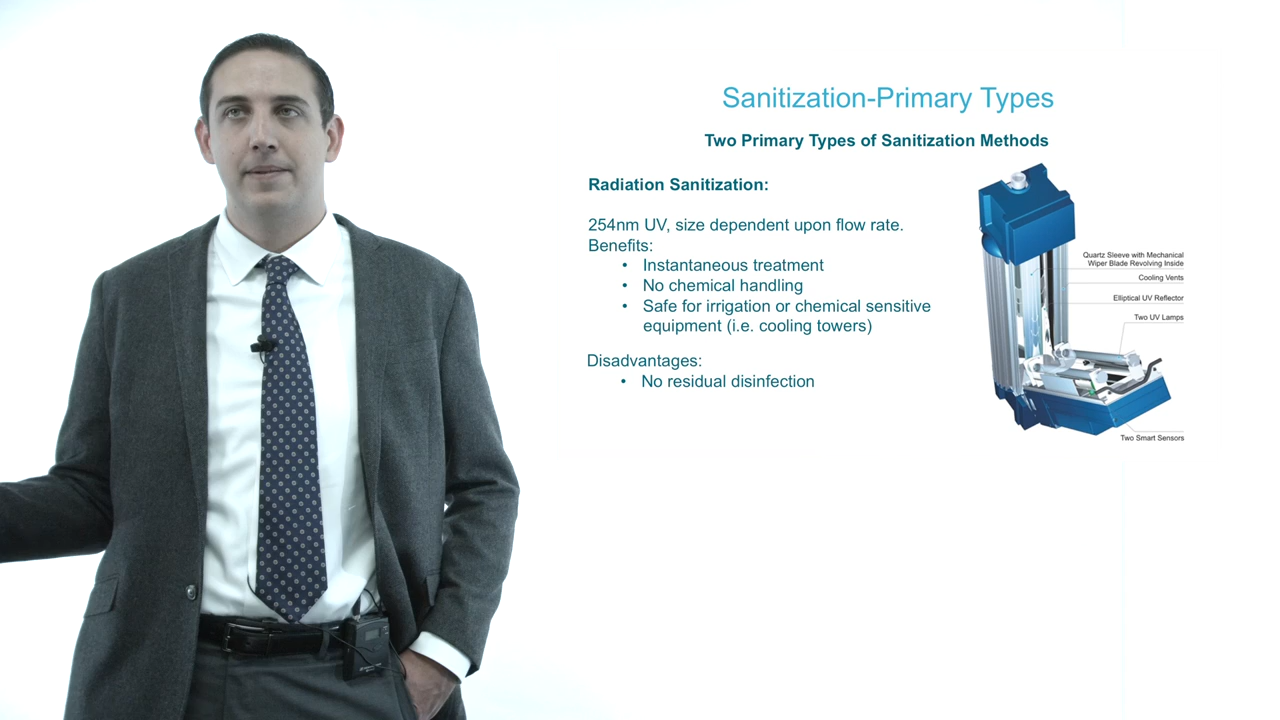 Sanitization-Primary Types
Two Primary Types of Sanitization Methods
Radiation Sanitization:
254nm UV, size dependent upon flow rate.
Benefits:
• Instantaneous treatment
• No chemical handling
• Safe for irrigation or chemical sensitive
equipment (i.e. cooling towers)
Disadvantages:
• No residual disinfection
Quartz Sleeve with Mechanical
Wiper Blade Revolving Inside
Cooling Vents
Elliptical UV Reflector
Two UV Lamps
Two Smart Sensors